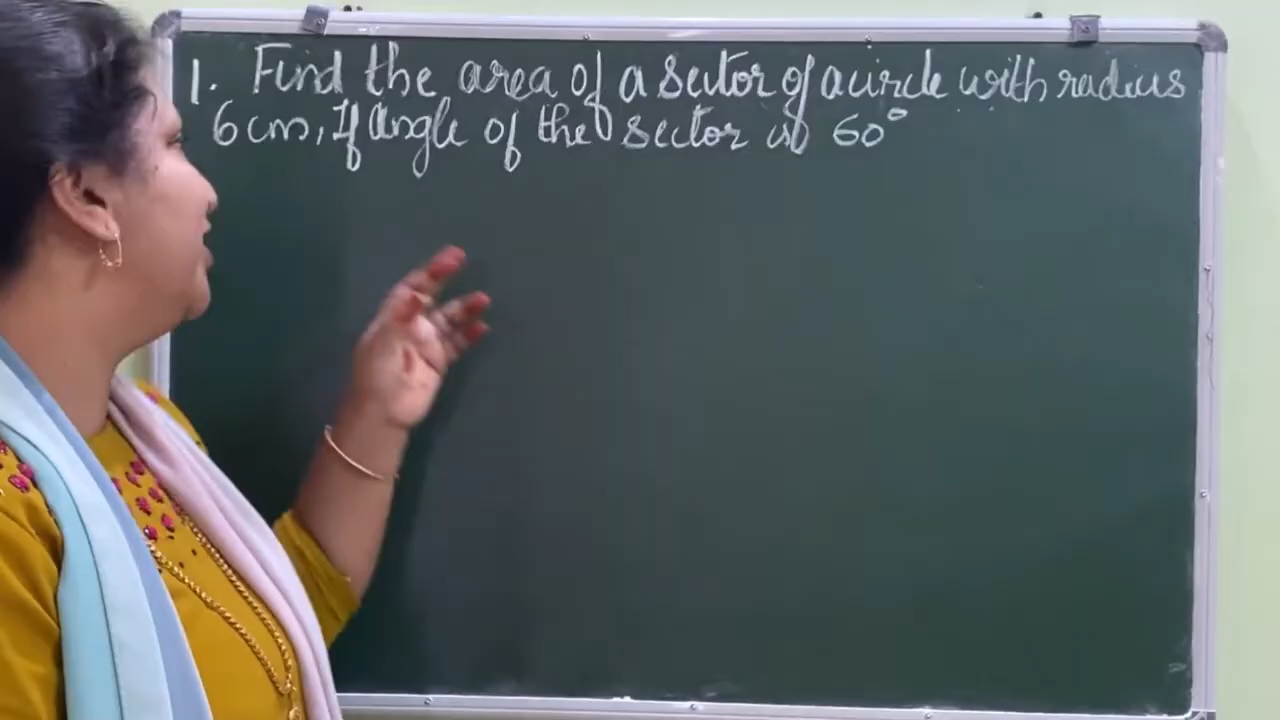 1. Find the area of a sector of a circle with radius
6 cm, If angle of the sector is 60°